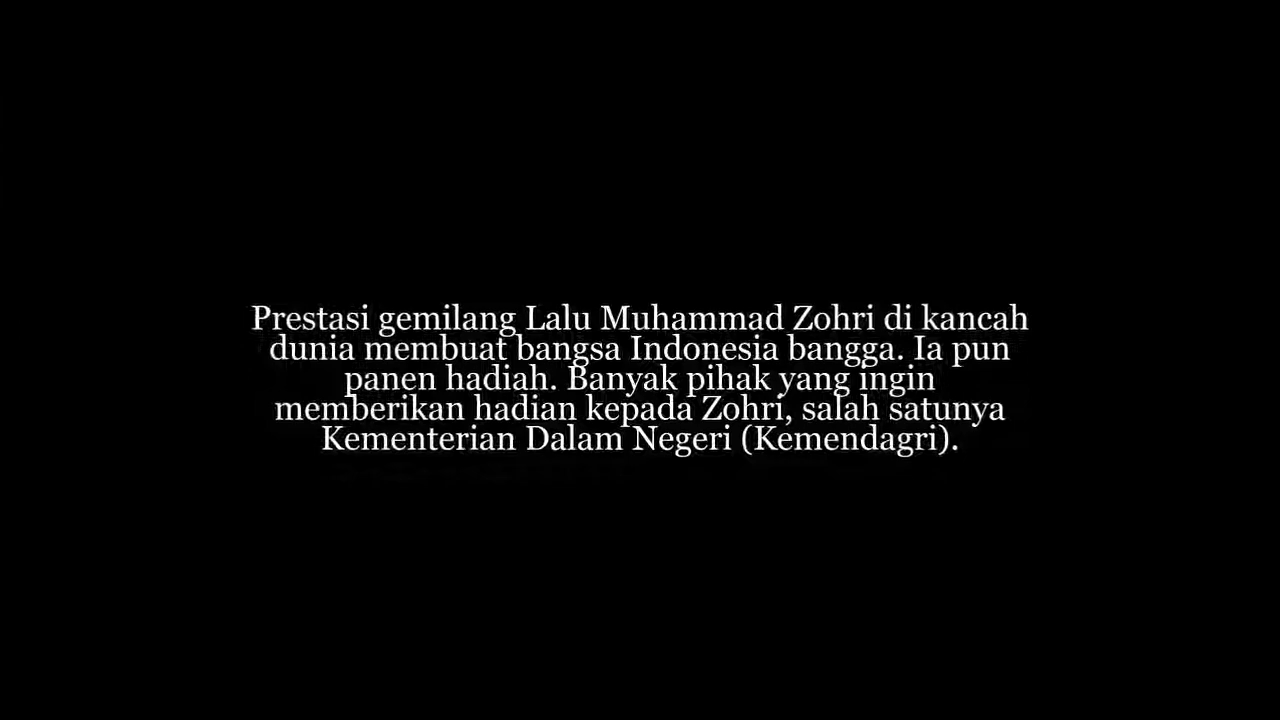 Prestasi gemilang Lalu Muhammad Zohri di kancah
dunia membuat bangsa Indonesia bangga. Ia pun
panen hadiah. Banyak pihak yang ingin
memberikan hadian kepada Zohri, salah satunya
Kementerian Dalam Negeri (Kemendagri).